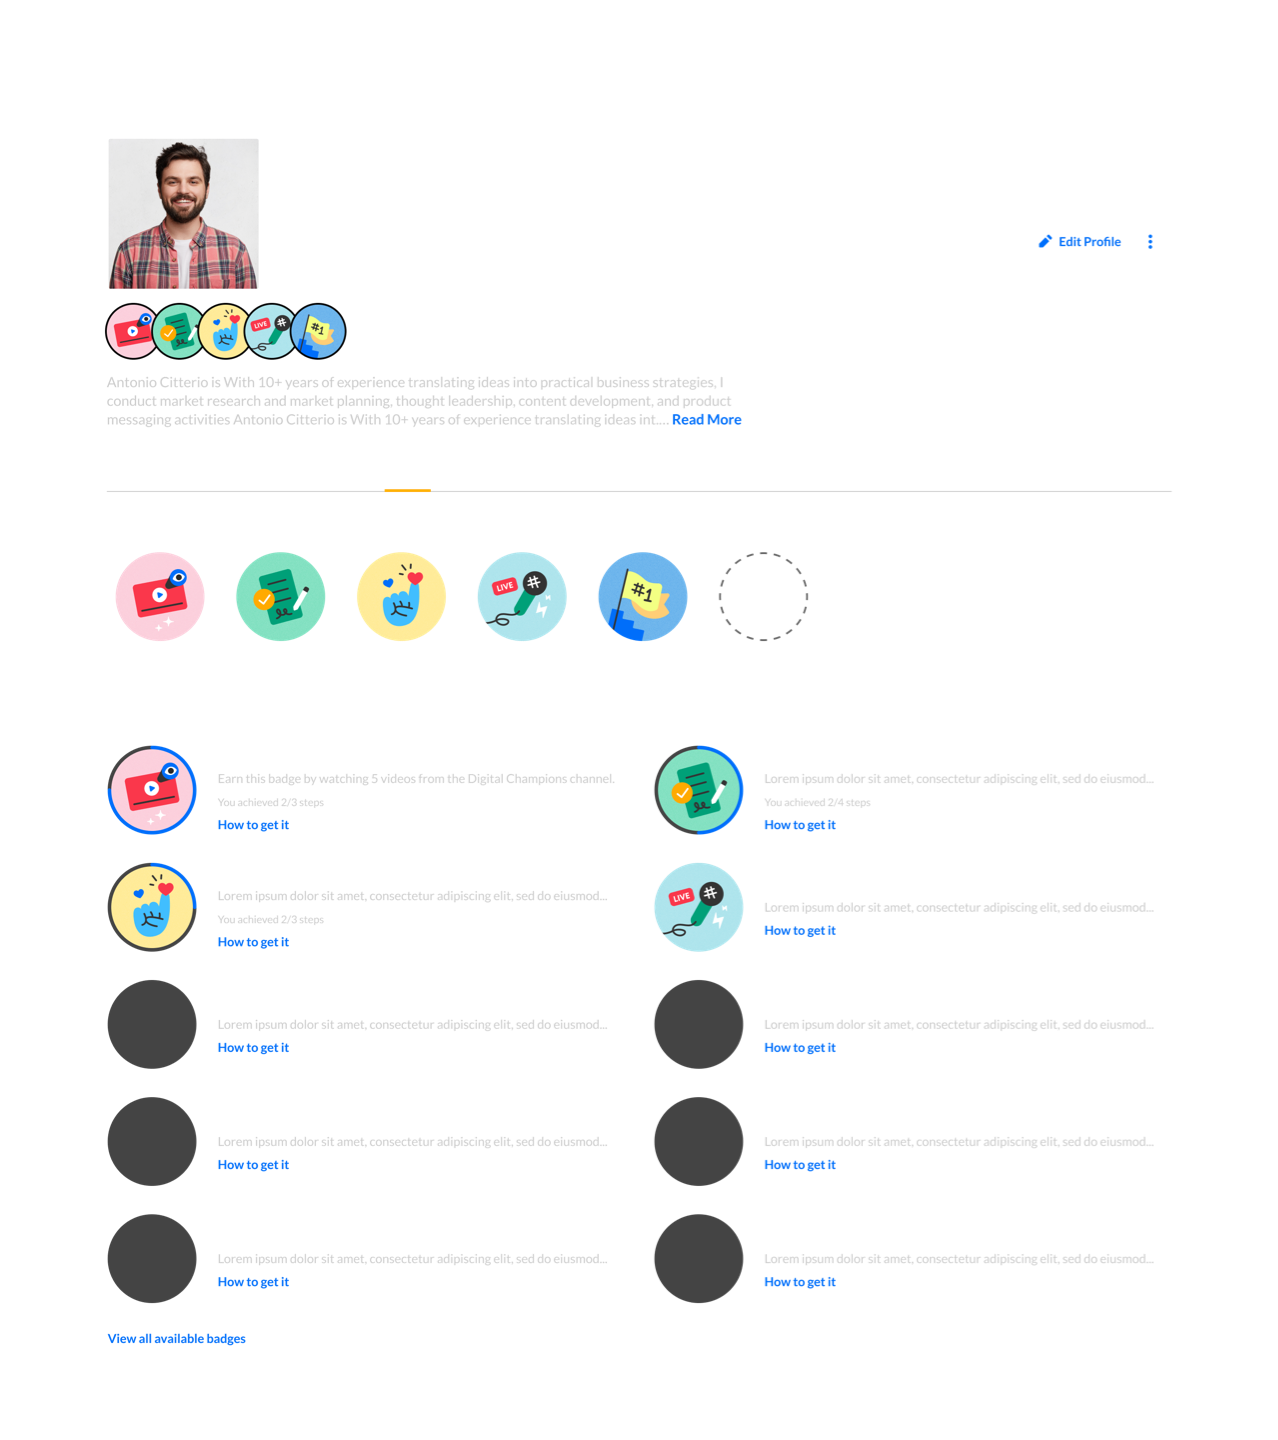 Edit Profile
#
LIVE
#1
Antonio Citterio is With 10+ years of experience translating ideas into practical business strategies, I
conduct market research and market planning, thought leadership, content development, and product
messaging activities Antonio Citterio is With 10+ years of experience translating ideas int.... Read More
LIVE
#
#1
Earn this badge by watching 5 videos from the Digital Champions channel.
You achieved 2/3 steps
How to get it
Lorem ipsum dolor sit amet, consectetur adipiscing elit, sed do eiusmod...
You achieved 2/4 steps
How to get it
Lorem ipsum dolor sit amet, consectetur adipiscing elit, sed do eiusmod...
You achieved 2/3 steps
How to get it
LIVE
#
Lorem ipsum dolor sit amet, consectetur adipiscing elit, sed do eiusmod...
How to get it
Lorem ipsum dolor sit amet, consectetur adipiscing elit, sed do eiusmod...
How to get it
Lorem ipsum dolor sit amet, consectetur adipiscing elit, sed do eiusmod...
How to get it
Lorem ipsum dolor sit amet, consectetur adipiscing elit, sed do eiusmod...
How to get it
Lorem ipsum dolor sit amet, consectetur adipiscing elit, sed do eiusmod...
How to get it
Lorem ipsum dolor sit amet, consectetur adipiscing elit, sed do eiusmod...
How to get it
Lorem ipsum dolor sit amet, consectetur adipiscing elit, sed do eiusmod...
How to get it
View all available badges